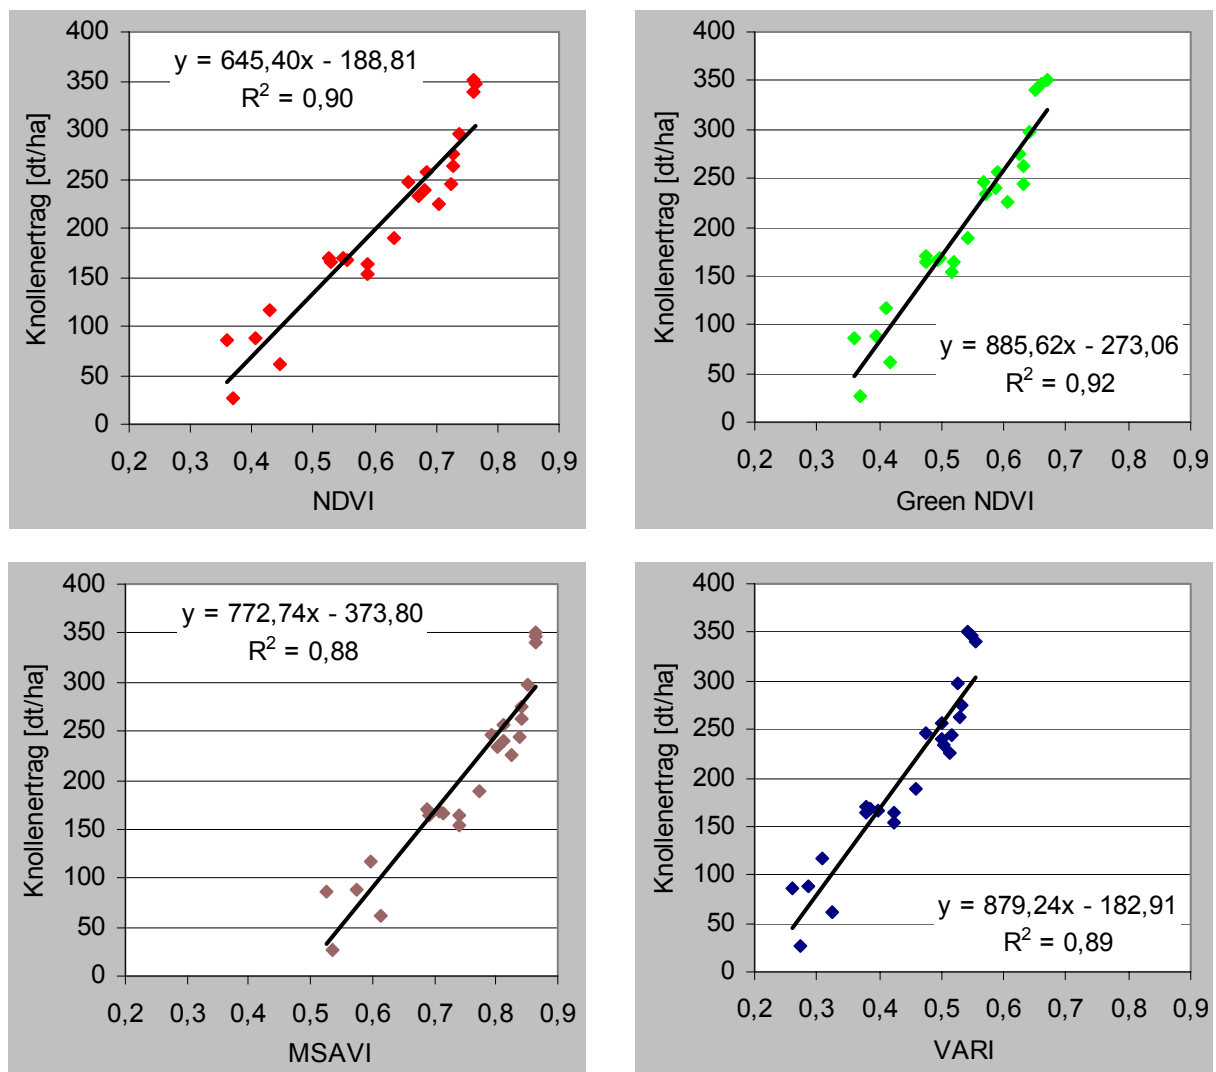 400
350
300
250
200
150
100
50
0
Knollenertrag [dt/ha]
y = 645,40x - 188,81
R² = 0,90
0,2 0,3 0,4 0,5 0,6 0,7 0,8 0,9
NDVI
400
350
300
250
200
150
100
50
0
Knollenertrag [dt/ha]
y = 885,62x - 273,06
R² = 0,92
0,2 0,3 0,4 0,5 0,6 0,7 0,8 0,9
Green NDVI
400
350
300
250
200
150
100
50
0
Knollenertrag [dt/ha]
y = 772,74x - 373,80
R² = 0,88
0,2 0,3 0,4 0,5 0,6 0,7 0,8 0,9
MSAVI
400
350
300
250
200
150
100
50
0
Knollenertrag [dt/ha]
y = 879,24x - 182,91
R² = 0,89
0,2 0,3 0,4 0,5 0,6 0,7 0,8 0,9
VARI